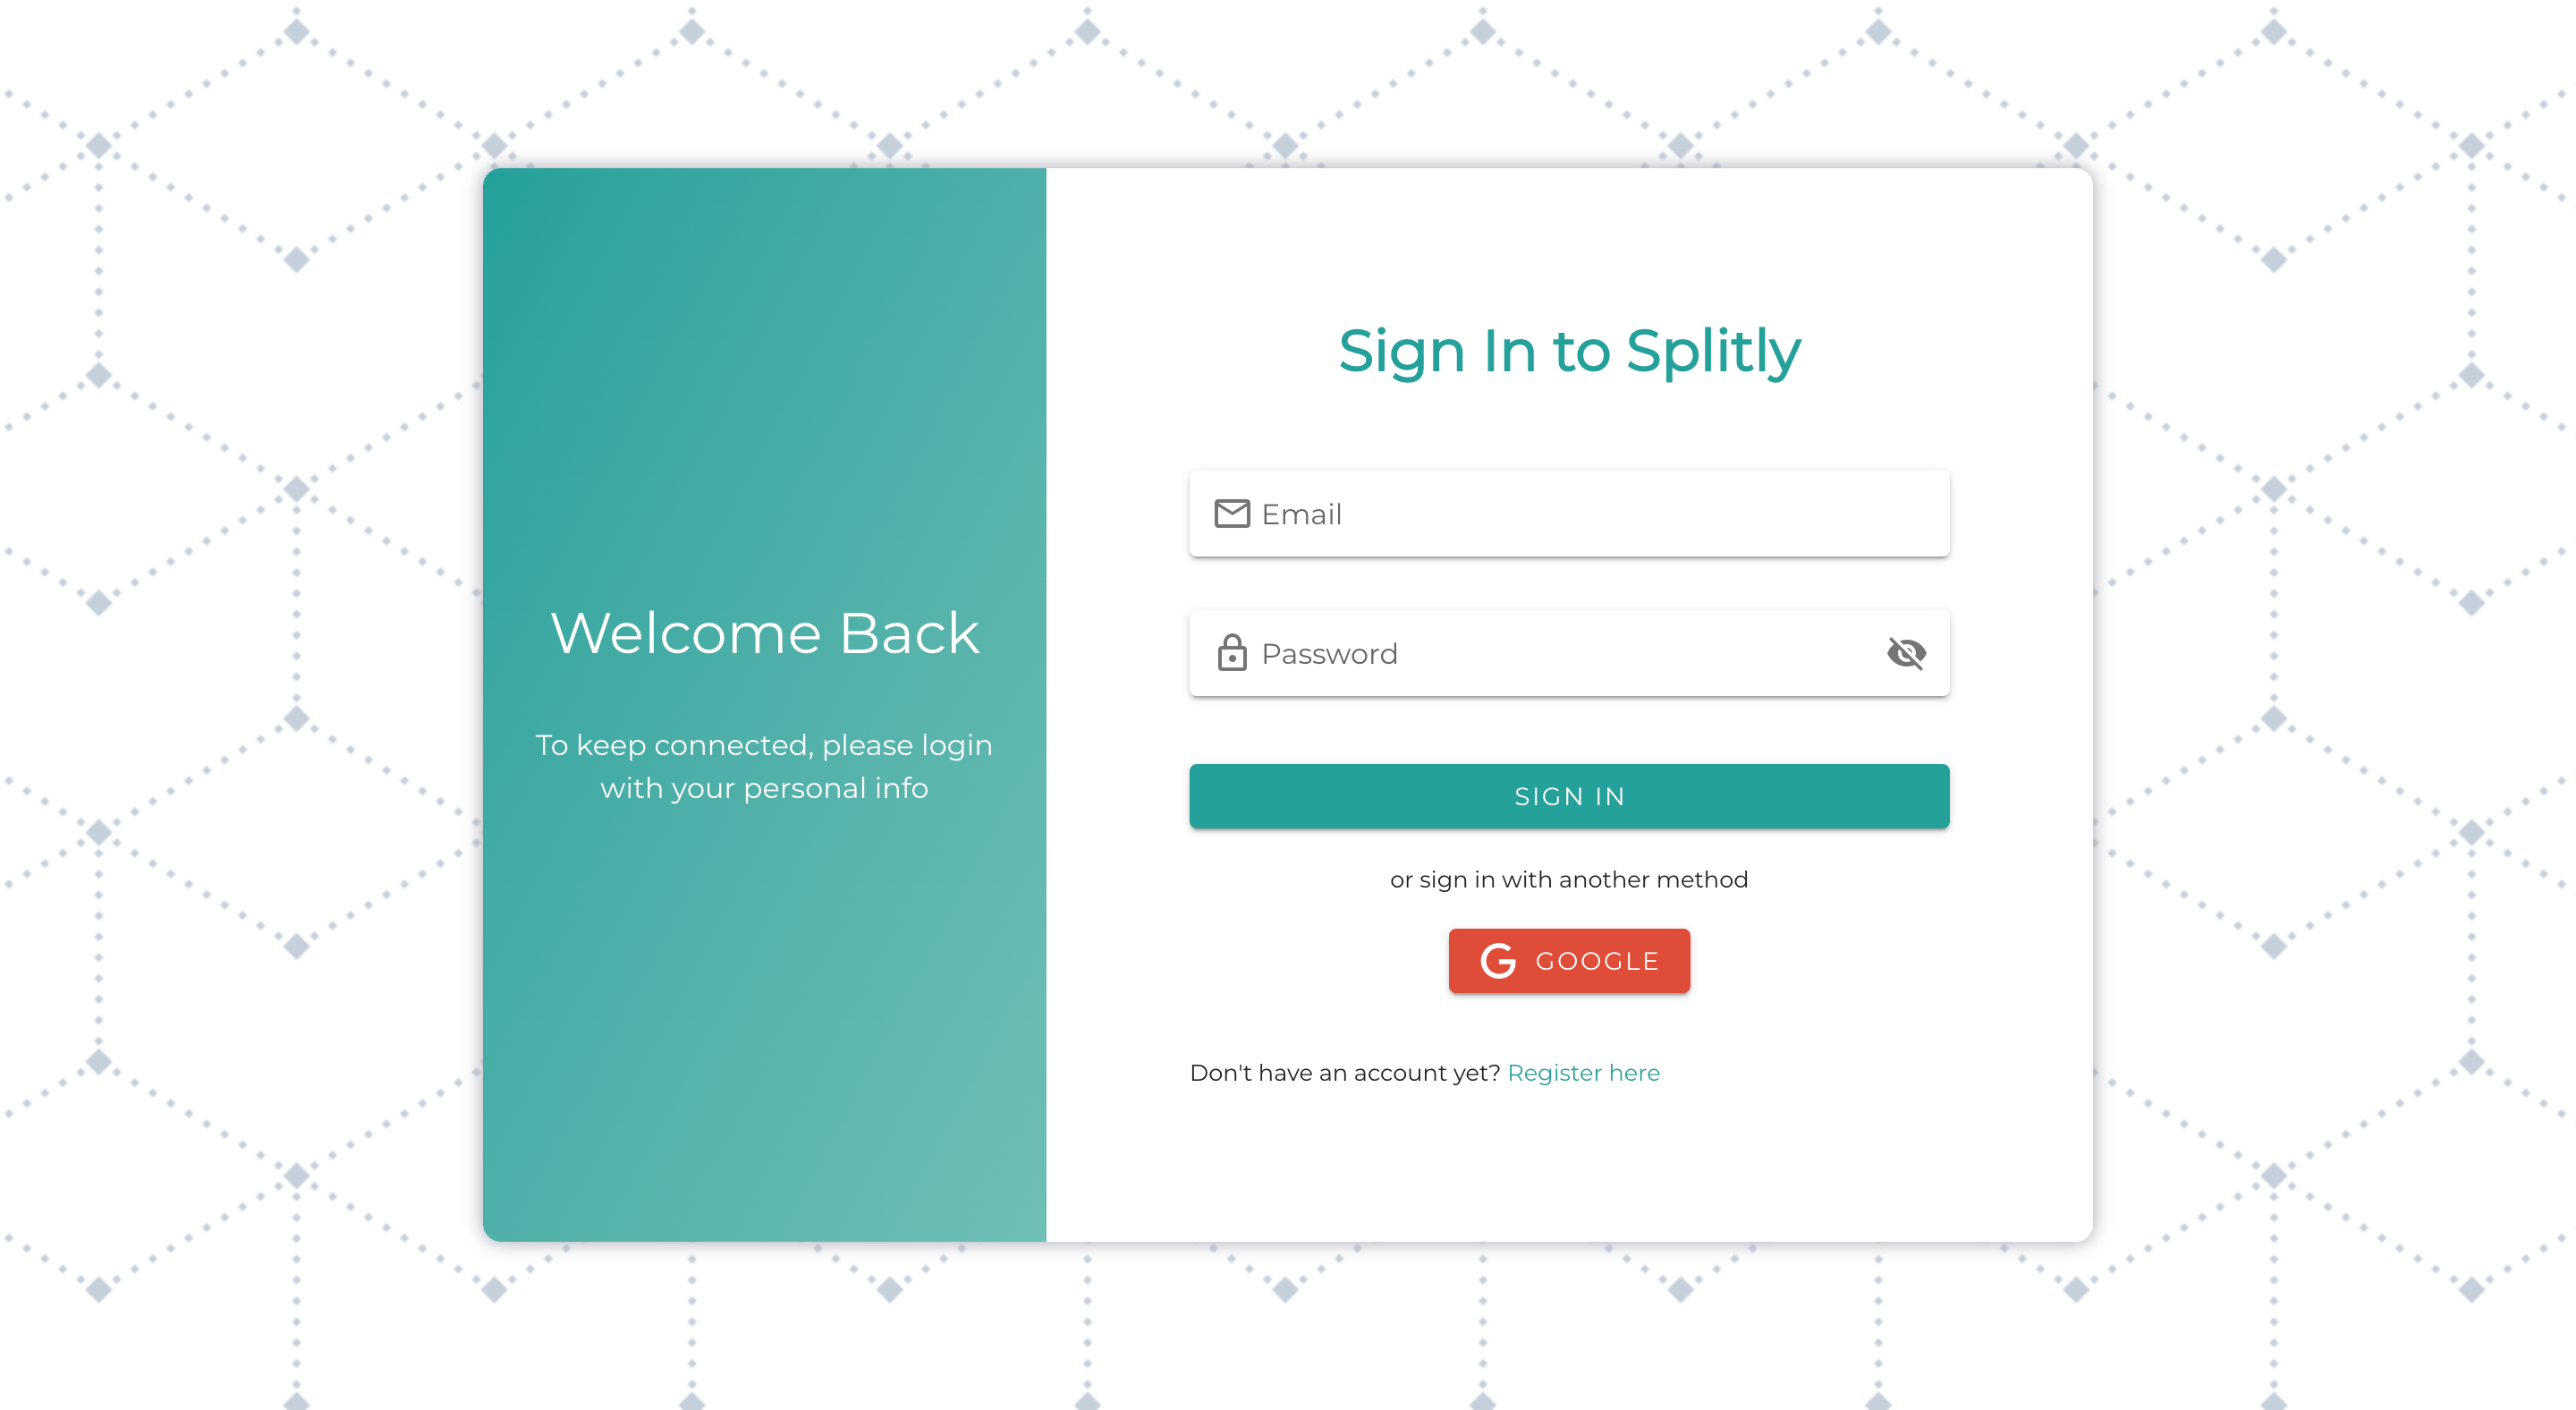 Welcome Back
To keep connected, please login
with your personal info
Sign In to Splitly
Email
Password
SIGN IN
or sign in with another method
G GOOGLE
Don't have an account yet? Register here